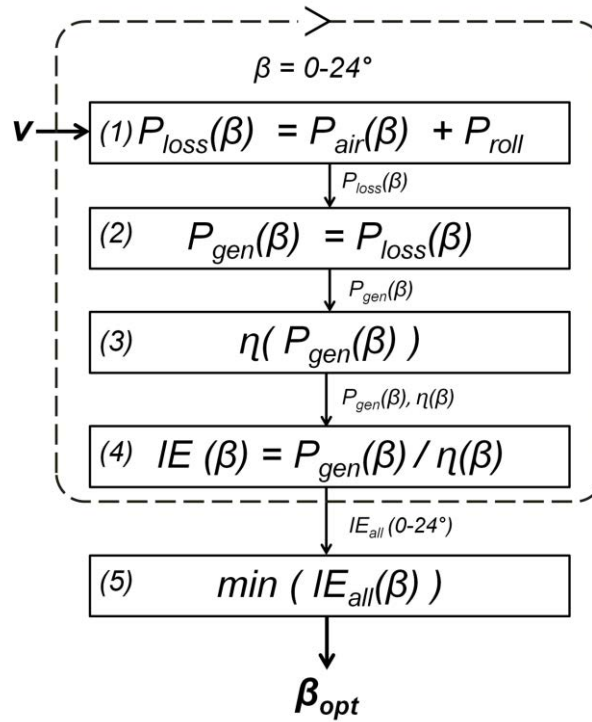 β = 0-24°
v
(1) P_loss(β) = P_air(β) + P_roll
P_loss(β)
(2) P_gen(β) = P_loss(β)
P_gen(β)
(3) η( P_gen(β) )
P_gen(β), η(β)
(4) IE (β) = P_gen(β) / η(β)
IE_all (0-24°)
(5) min ( IE_all(β) )
β_opt